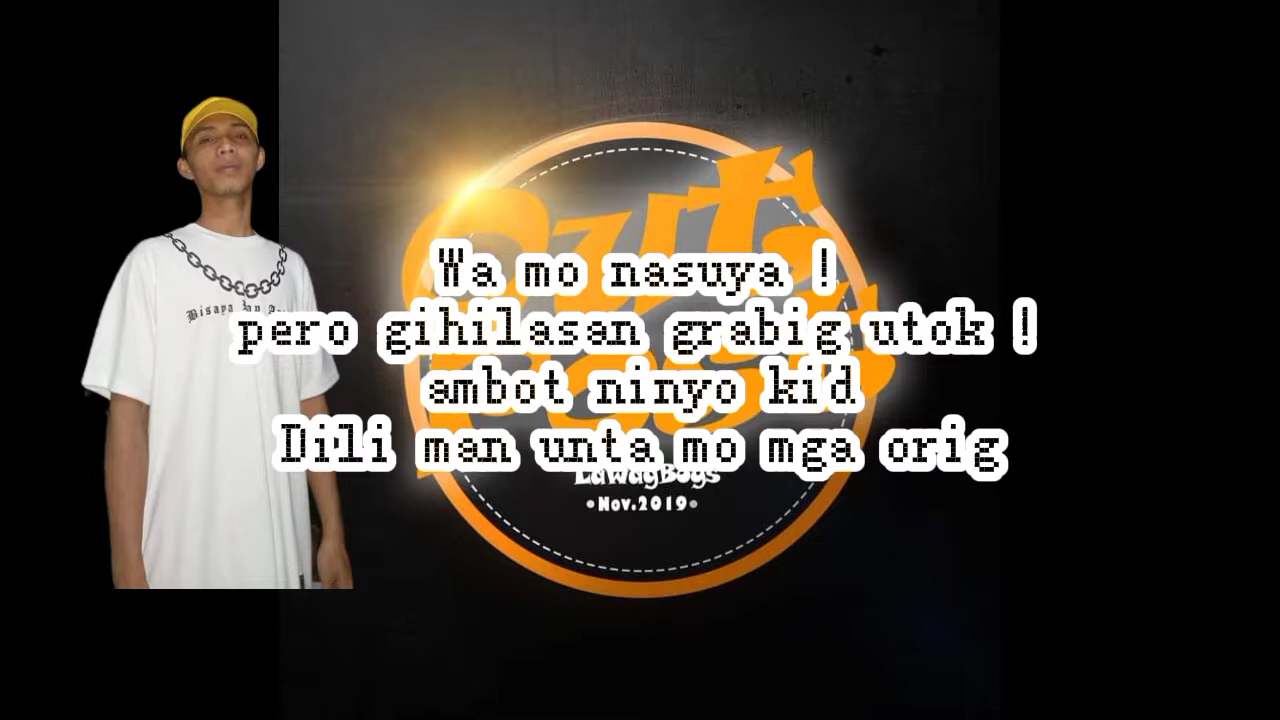 Wa mo nasuya !
pero gihilasan grabig utok !
ambot ninyo kid
Dili man unta mo mga orig
LawayBoys
•Nov.2019•
Bisaya